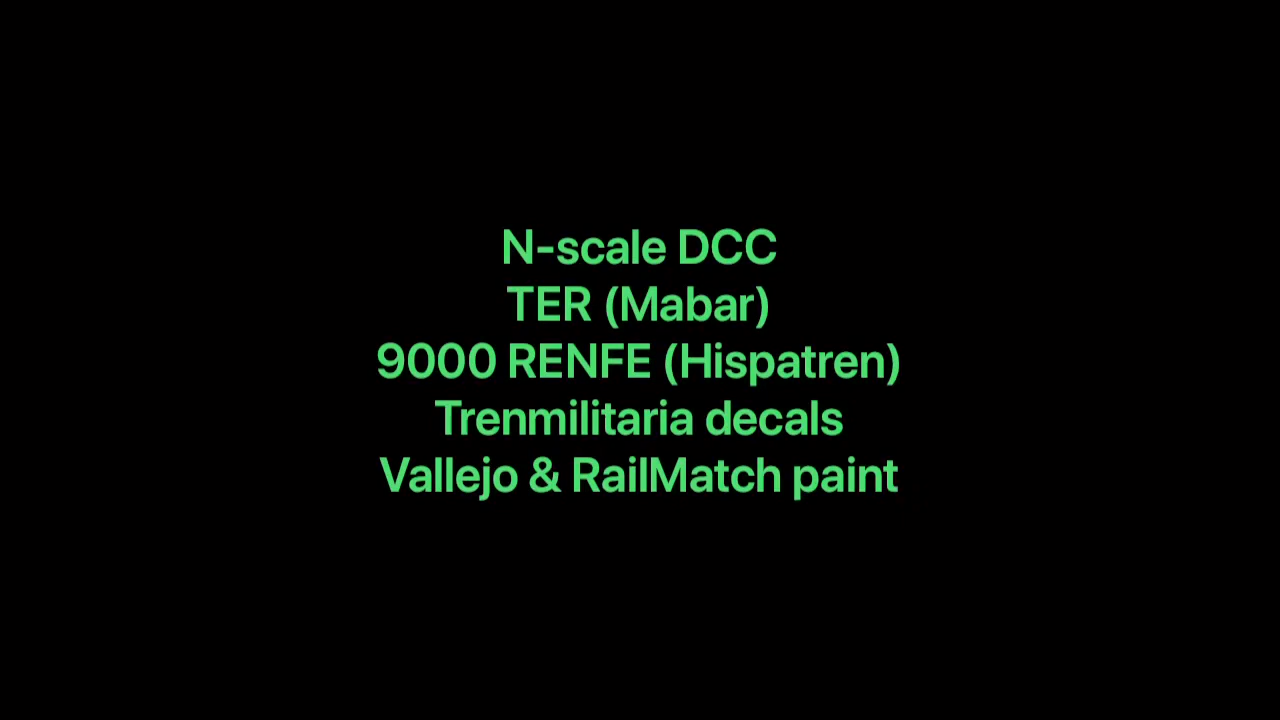 N-scale DCC
TER (Mabar)
9000 RENFE (Hispatren)
Trenmilitaria decals
Vallejo & RailMatch paint